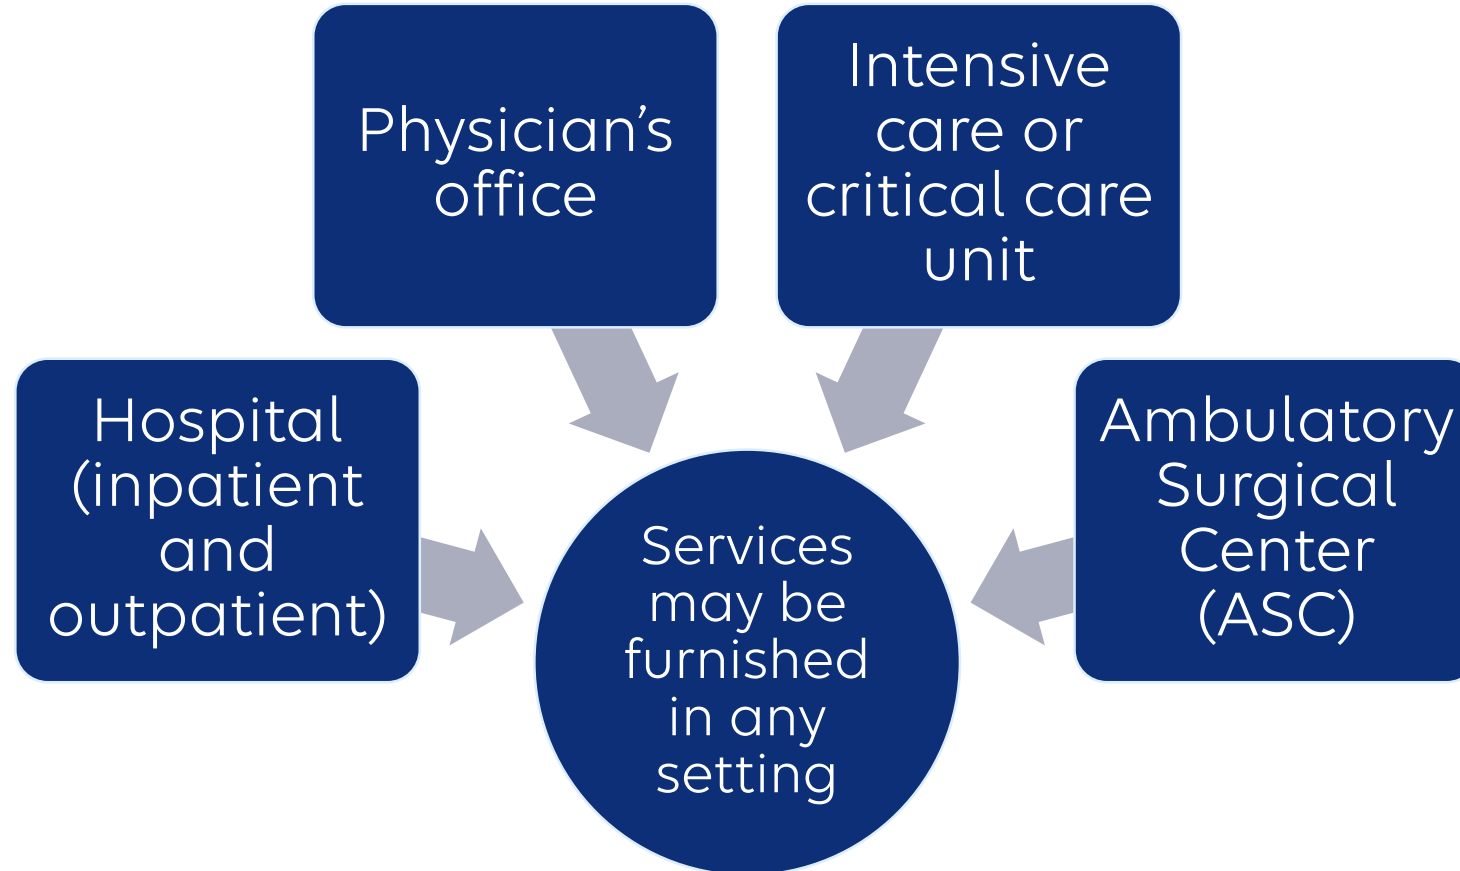 Physician’s
office
Intensive
care or
critical care
unit
Hospital
(inpatient
and
outpatient)
Ambulatory
Surgical
Center
(ASC)
Services
may be
furnished
in any
setting